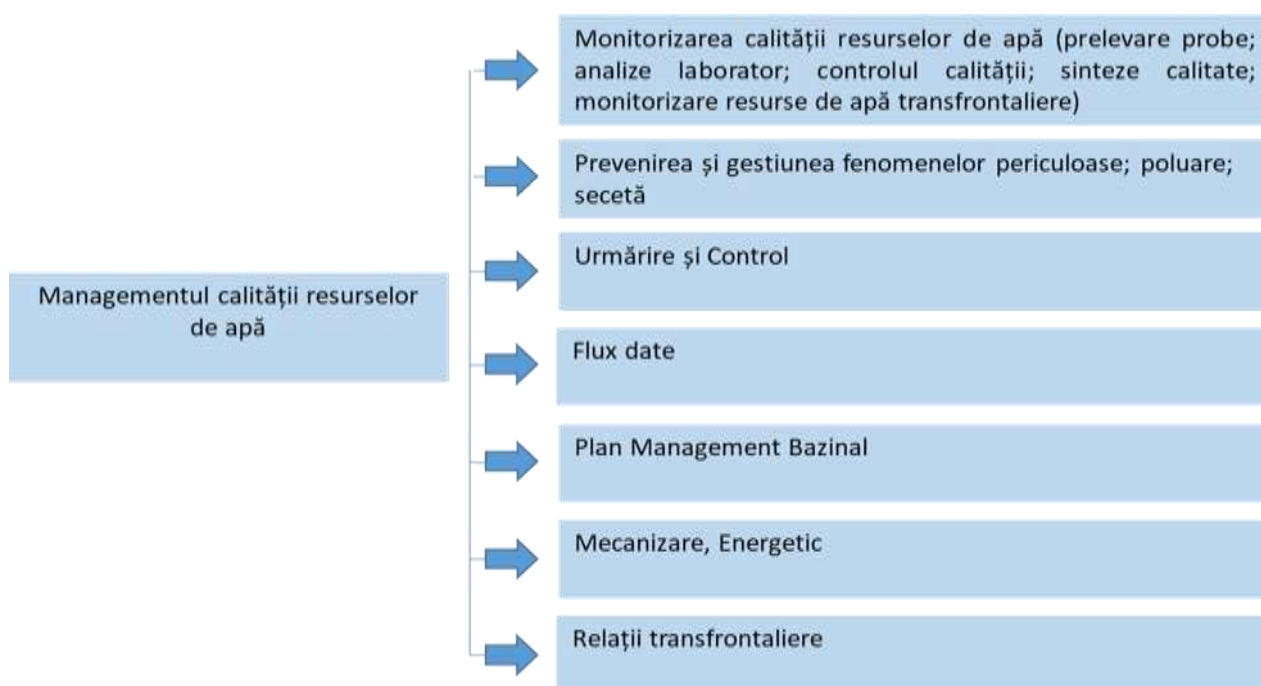 Monitorizarea calității resurselor de apă (prelevare probe;
analize laborator; controlul calității; sinteze calitate;
monitorizare resurse de apă transfrontaliere)
Prevenirea și gestiunea fenomenelor periculoase; poluare;
secetă
Urmărire și Control
Managementul calității resurselor
de apă
Flux date
Plan Management Bazinal
Mecanizare, Energetic
Relații transfrontaliere